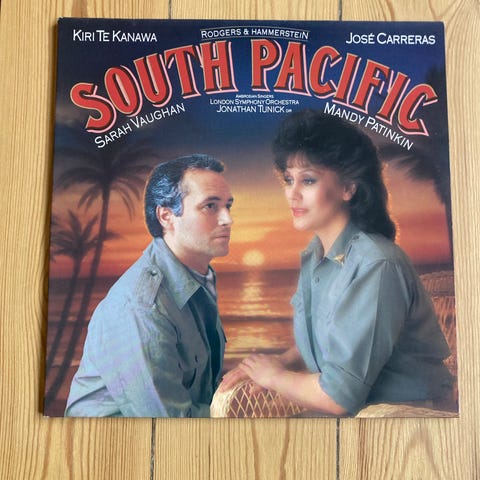 KIRI TE KANAWA
RODGERS & HAMMERSTEIN
JOSÉ CARRERAS
SOUTH PACIFIC
SARAH VAUGHAN
AMBROSIAN SINGERS
LONDON SYMPHONY ORCHESTRA
JONATHAN TUNICK DIR
MANDY PATINKIN